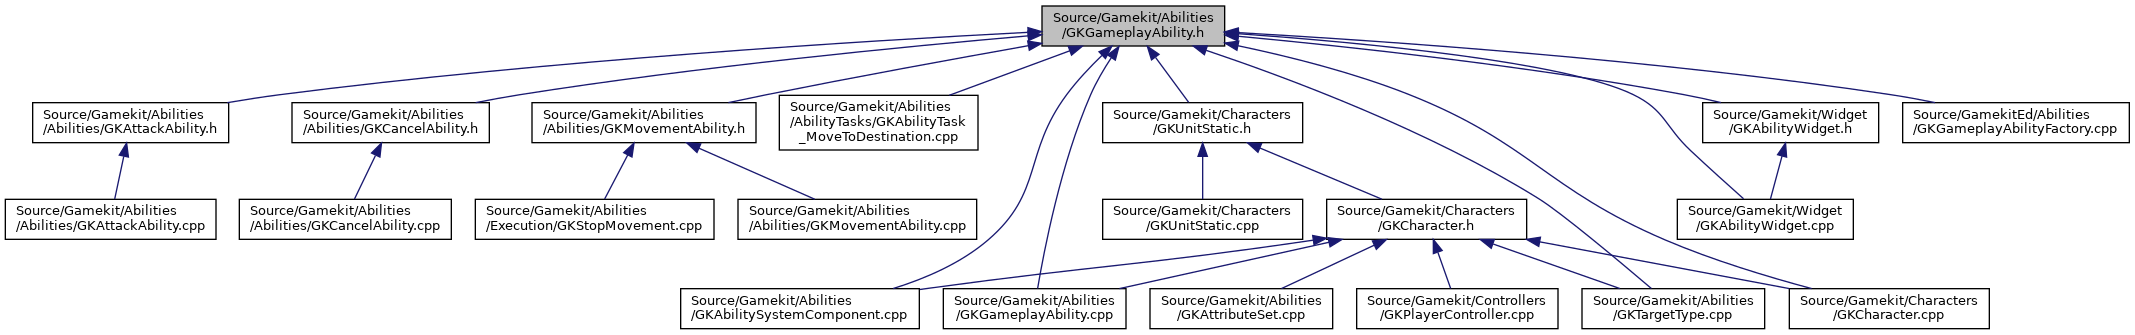 Source/Gamekit/Abilities
/GKGameplayAbility.h
Source/Gamekit/Abilities
/Abilities/GKAttackAbility.h
Source/Gamekit/Abilities
/Abilities/GKCancelAbility.h
Source/Gamekit/Abilities
/Abilities/GKMovementAbility.h
Source/Gamekit/Abilities
/AbilityTasks/GKAbilityTask
_MoveToDestination.cpp
Source/Gamekit/Characters
/GKUnitStatic.h
Source/Gamekit/Widget
/GKAbilityWidget.h
Source/GamekitEd/Abilities
/GKGameplayAbilityFactory.cpp
Source/Gamekit/Abilities
/Abilities/GKAttackAbility.cpp
Source/Gamekit/Abilities
/Abilities/GKCancelAbility.cpp
Source/Gamekit/Abilities
/Execution/GKStopMovement.cpp
Source/Gamekit/Abilities
/Abilities/GKMovementAbility.cpp
Source/Gamekit/Characters
/GKUnitStatic.cpp
Source/Gamekit/Characters
/GKCharacter.h
Source/Gamekit/Widget
/GKAbilityWidget.cpp
Source/Gamekit/Abilities
/GKAbilitySystemComponent.cpp
Source/Gamekit/Abilities
/GKGameplayAbility.cpp
Source/Gamekit/Abilities
/GKAttributeSet.cpp
Source/Gamekit/Controllers
/GKPlayerController.cpp
Source/Gamekit/Abilities
/GKTargetType.cpp
Source/Gamekit/Characters
/GKCharacter.cpp